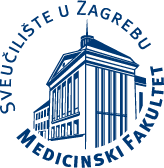 SVEUČILIŠTE U ZAGREBU
MEDICINSKI FAKULTET